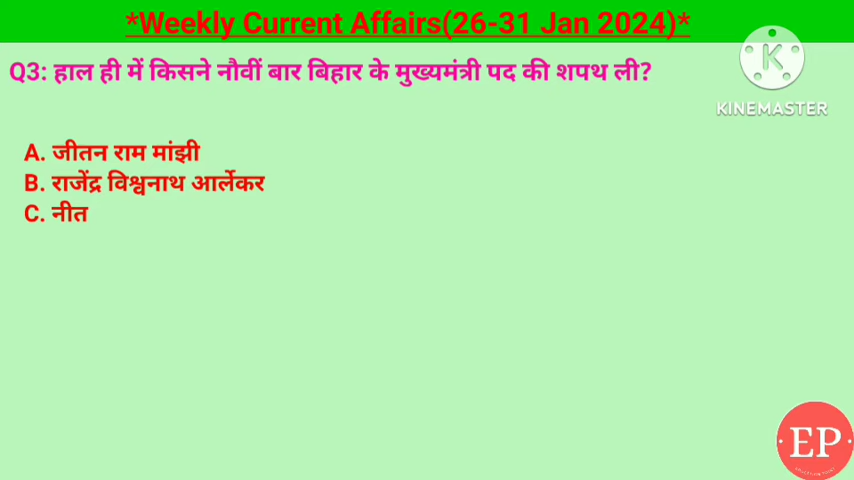 *Weekly Current Affairs(26-31 Jan 2024)*
Q3: हाल ही में किसने नौवीं बार बिहार के मुख्यमंत्री पद की शपथ ली?
K
KINEMASTER
A. जीतन राम मांझी
B. राजेंद्र विश्वनाथ आर्लेकर
C. नीत
EP